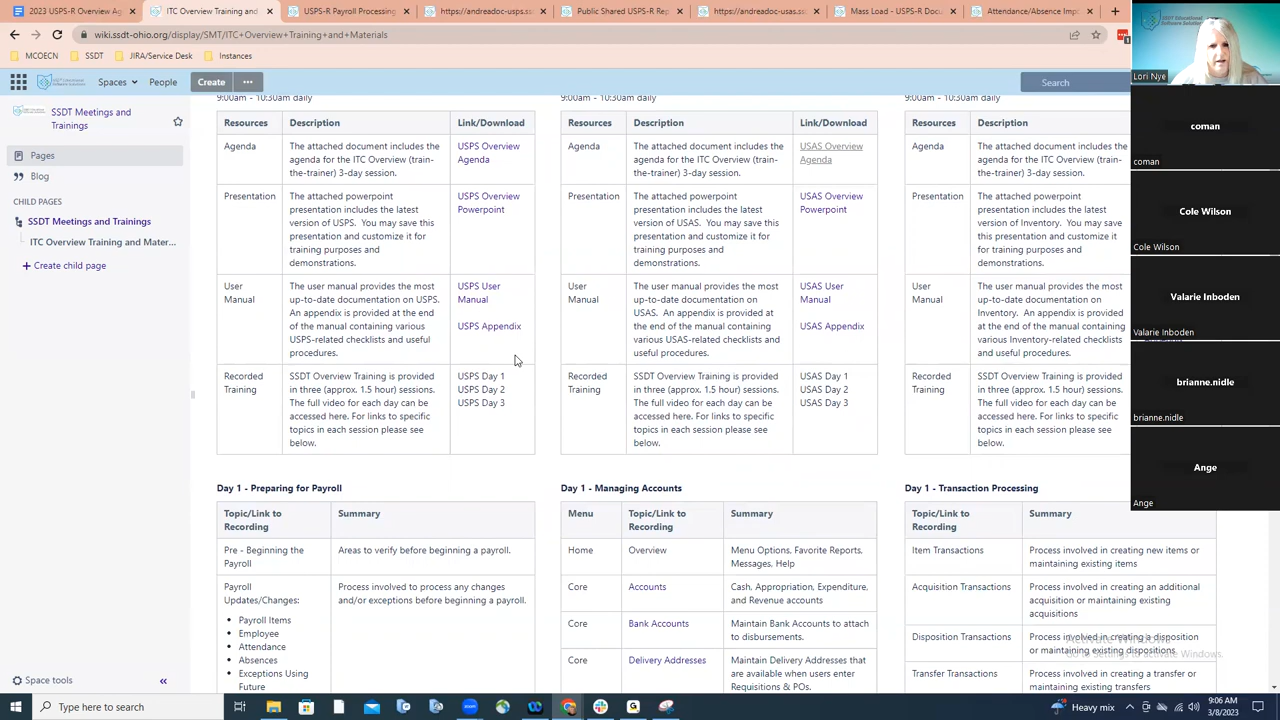 2023 USPS-R Overview Ag
ITC Overview Training and
USPS-R Payroll Processing
https://andreadoc-usps.ss
Public Shared USPS-R Rep
https://andreadoc-usas.ss
Mass Load - USPS-R Docu
Attendance/Absence Imp
wiki.ssdt-ohio.org/display/SMT/ITC+Overview+Training+and+Materials
MCOECN
SSDT
JIRA/Service Desk
Instances
Spaces
People
Create
Search
SSDT Meetings and
Trainings
Pages
Blog
CHILD PAGES
SSDT Meetings and Trainings
ITC Overview Training and Mater...
Create child page
Space tools
9:00am - 10:30am daily
Resources Description Link/Download
Agenda
The attached document includes
the agenda for the ITC Overview
(train-the-trainer) 3-day session.
USPS Overview
Agenda
Presentation
The attached powerpoint
presentation includes the latest
version of USPS. You may save
this presentation and customize it for
training purposes and
demonstrations.
USPS Overview
Powerpoint
User
Manual
The user manual provides the most
up-to-date documentation on USPS.
An appendix is provided at the end
of the manual containing various
USPS-related checklists and useful
procedures.
USPS User
Manual
USPS Appendix
Recorded
Training
SSDT Overview Training is provided
in three (approx. 1.5 hour) sessions.
The full video for each day can be
accessed here. For links to specific
topics in each session please see
below.
USPS Day 1
USPS Day 2
USPS Day 3
9:00am - 10:30am daily
Resources Description Link/Download
Agenda
The attached document includes the
agenda for the ITC Overview (train-
the-trainer) 3-day session.
USAS Overview
Agenda
Presentation
The attached powerpoint
presentation includes the latest
version of USAS. You may save this
presentation and customize it for
training purposes and
demonstrations.
USAS Overview
Powerpoint
User
Manual
The user manual provides the most
up-to-date documentation on
USAS. An appendix is provided at
the end of the manual containing
various USAS-related checklists and
useful procedures.
USAS User
Manual
USAS Appendix
Recorded
Training
SSDT Overview Training is provided
in three (approx. 1.5 hour) sessions.
The full video for each day can be
accessed here. For links to specific
topics in each session please see
below.
USAS Day 1
USAS Day 2
USAS Day 3
9:00am - 10:30am daily
Resources Description
Agenda
The attached document includes the
agenda for the ITC Overview (train-
the-trainer) 3-day session.
Presentation
The attached powerpoint
presentation includes the latest
version of Inventory. You may save
this presentation and customize it
for training purposes and
demonstrations.
User
Manual
The user manual provides the most
up-to-date documentation on
Inventory. An appendix is provided
at the end of the manual containing
various Inventory-related checklists
and useful procedures.
Recorded
Training
SSDT Overview Training is provided
in three (approx. 1.5 hour) sessions.
The full video for each day can be
accessed here. For links to specific
topics in each session please see
below.
Day 1 - Preparing for Payroll
Topic/Link to
Recording
Summary
Pre - Beginning the
Payroll
Areas to verify before beginning a payroll.
Payroll
Updates/Changes:
Payroll Items
Employee
Attendance
Absences
Exceptions Using
Future
Process involved to process any changes
and/or exceptions before beginning a payroll.
Day 1 - Managing Accounts
Menu
Topic/Link to
Recording
Summary
Home Overview
Menu Options, Favorite Reports,
Messages, Help
Core Accounts
Cash, Appropriation, Expenditure,
and Revenue accounts
Core Bank Accounts
Maintain Bank Accounts to attach
to disbursements.
Core Delivery Addresses
Maintain Delivery Addresses that
are available when users enter
Requisitions & POs.
Day 1 - Transaction Processing
Topic/Link to
Recording
Summary
Item Transactions
Process involved in creating new items or
maintaining existing items
Acquisition Transactions
Process involved in creating an additional
acquisition or maintaining existing
acquisitions
Disposition Transactions
Process involved in creating a disposition
or maintaining existing dispositions
Transfer Transactions
Process involved in creating a transfer or
maintaining existing transfers
Activate Windows
Go to Settings to activate Windows.
SSDT Educational
Software Solutions
Lori Nye
coman
coman
Cole Wilson
Cole Wilson
Valarie Inboden
Valarie Inboden
brianne.nidle
brianne.nidle
Ange
Ange
Type here to search
Heavy mix
9:06 AM
3/8/2023